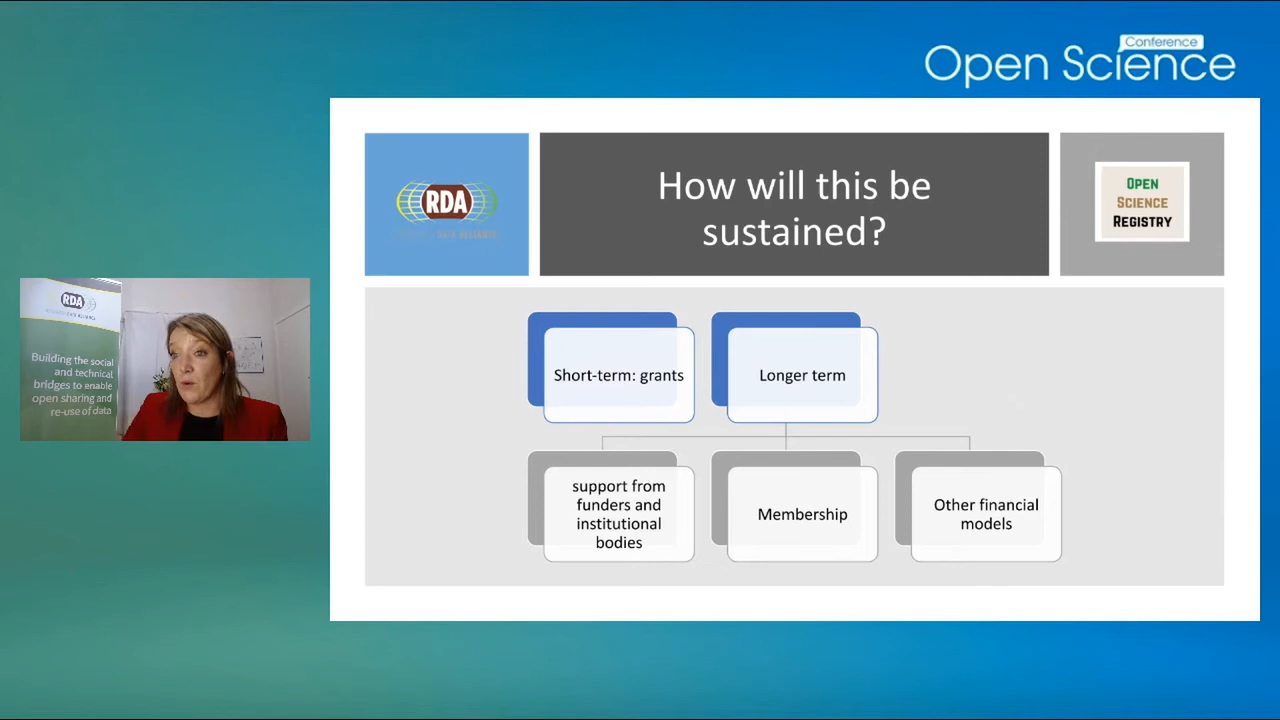 Conference
Open Science
RDA
How will this be
sustained?
OPEN
SCIENCE
REGISTRY
RDA
Building the social
and technical
bridges to enable
open sharing and
re-use of data
Short-term: grants
Longer term
support from
funders and
institutional
bodies
Membership
Other financial
models